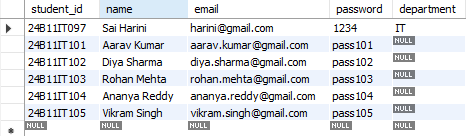 student_id name email password department
24B11IT097 Sai Harini harini@gmail.com 1234 IT
24B11IT101 Aarav Kumar aarav.kumar@gmail.com pass101 NULL
24B11IT102 Diya Sharma diya.sharma@gmail.com pass102 NULL
24B11IT103 Rohan Mehta rohan.mehta@gmail.com pass103 NULL
24B11IT104 Ananya Reddy ananya.reddy@gmail.com pass104 NULL
24B11IT105 Vikram Singh vikram.singh@gmail.com pass105 NULL
NULL NULL NULL NULL NULL